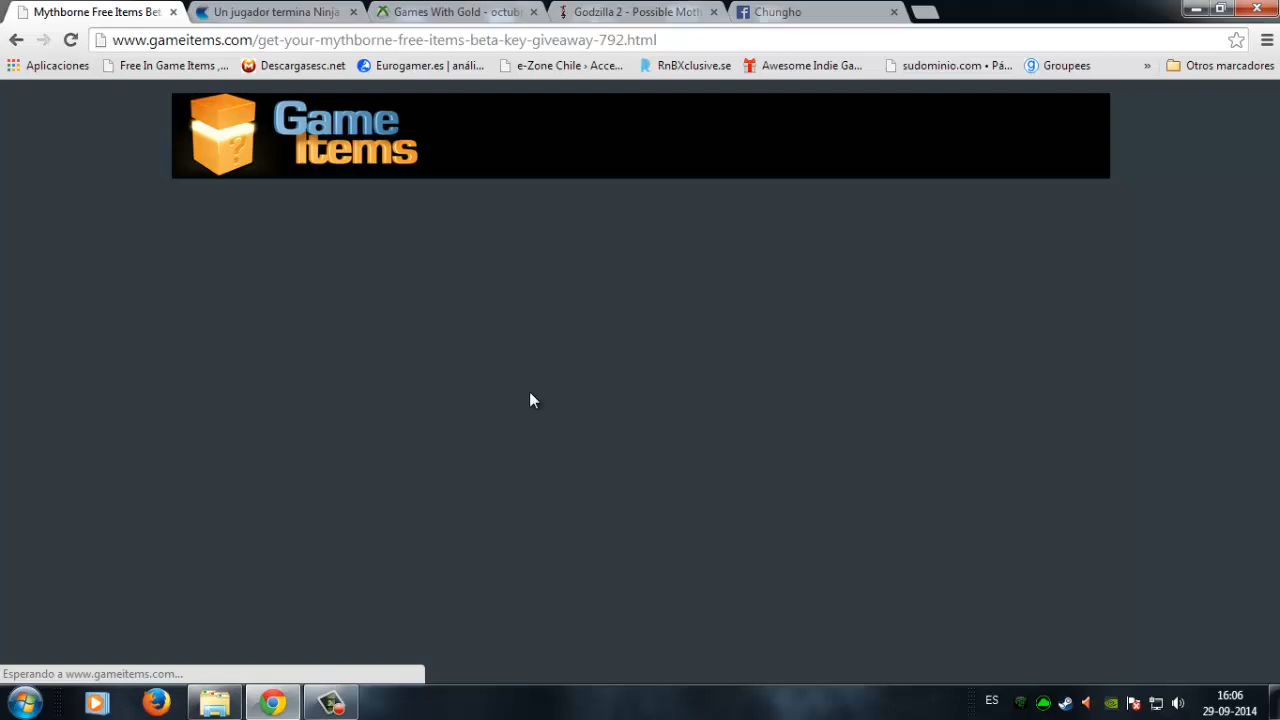 Mythborne Free Items Bet
Un jugador termina Ninja
Games With Gold - octubr
Godzilla 2 - Possible Moth
Chungho
www.gameitems.com/get-your-mythborne-free-items-beta-key-giveaway-792.html
Aplicaciones
Free In Game Items ,...
Descargasesc.net
Eurogamer.es | análi...
e-Zone Chile › Acce...
RnBXclusive.se
Awesome Indie Ga...
sudominio.com • Pá...
Groupees
»
Otros marcadores
Game
Items
Esperando a www.gameitems.com...
ES
16:06
29-09-2014